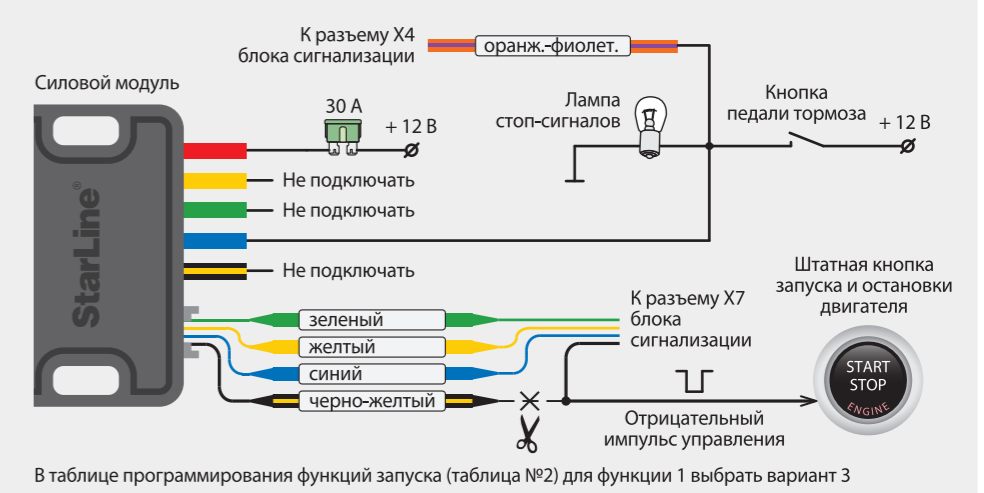 К разъему X4
блока сигнализации
оранж.-фиолет.
Силовой модуль
30 А
+ 12 В
Лампа
стоп-сигналов
Кнопка
педали тормоза
+ 12 В
Не подключать
Не подключать
Не подключать
StarLine®
Штатная кнопка
запуска и остановки
двигателя
К разъему X7
блока
сигнализации
зеленый
желтый
синий
черно-желтый
START
STOP
ENGINE
Отрицательный
импульс управления
В таблице программирования функций запуска (таблица №2) для функции 1 выбрать вариант 3